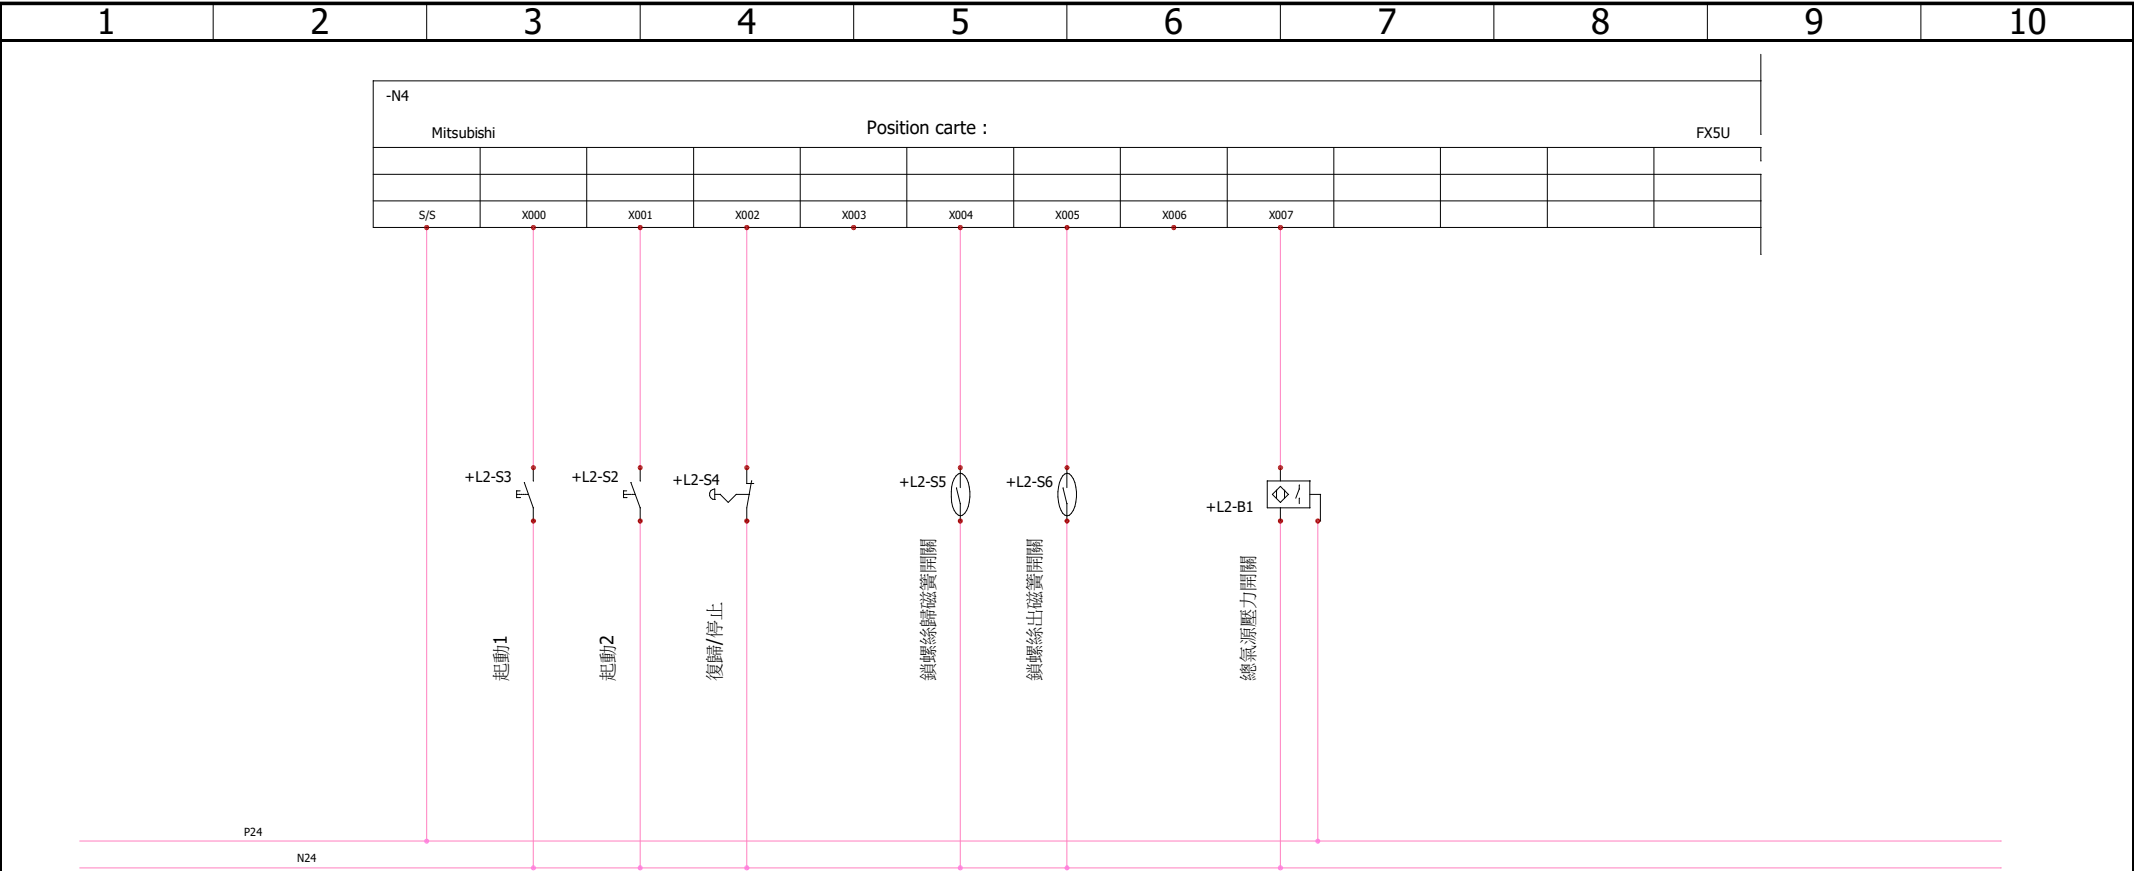 1 2 3 4 5 6 7 8 9 10
-N4
Mitsubishi Position carte : FX5U
S/S X000 X001 X002 X003 X004 X005 X006 X007
+L2-S3 +L2-S2 +L2-S4 +L2-S5 +L2-S6 +L2-B1
起動1
起動2
復歸/停止
鎖螺絲歸磁簧開關
鎖螺絲出磁簧開關
總氣源壓力開關
P24
N24